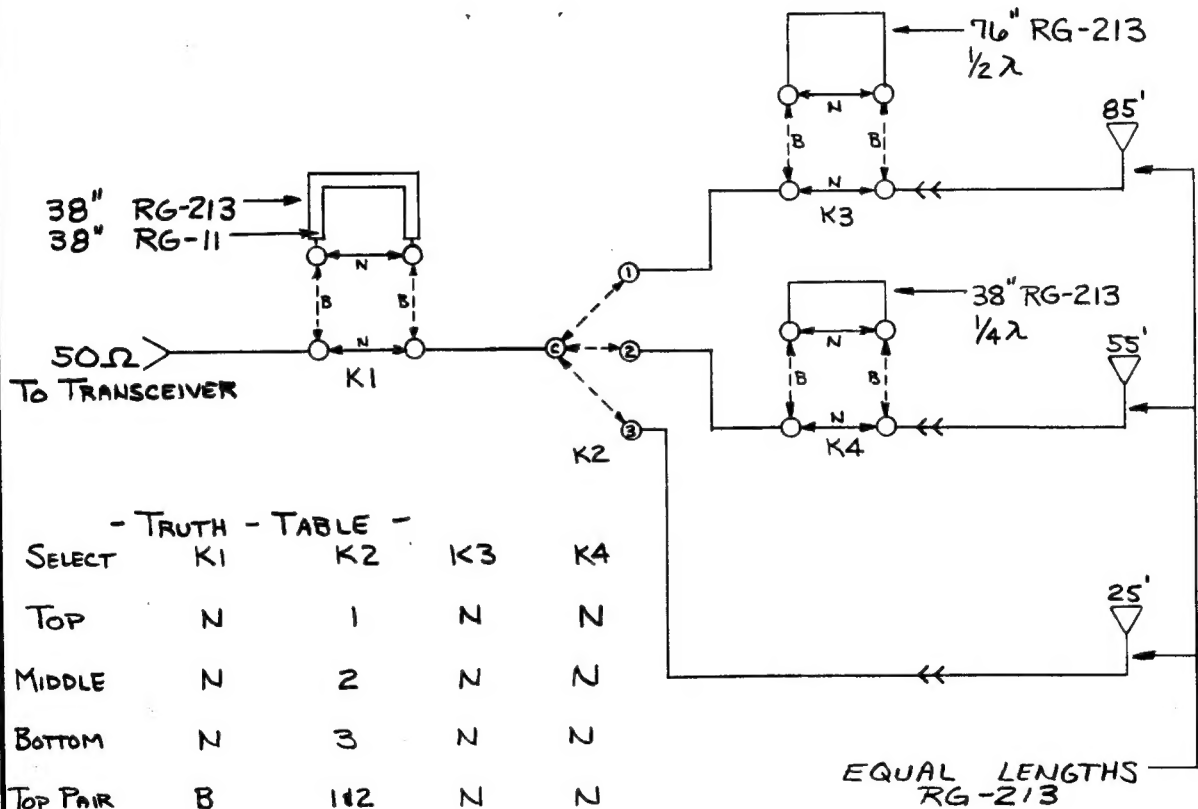 76" RG-213
1/2 λ
85'
N
B B
N
K3
38" RG-213
38" RG-11
N
B B
N
K1
50Ω
TO TRANSCEIVER
C
1
2
3
K2
38" RG-213
1/4 λ
55'
N
B B
N
K4
25'
EQUAL LENGTHS
RG-213
- TRUTH - TABLE -
SELECT K1 K2 K3 K4
TOP N 1 N N
MIDDLE N 2 N N
BOTTOM N 3 N N
TOP PAIR B 1&2 N N